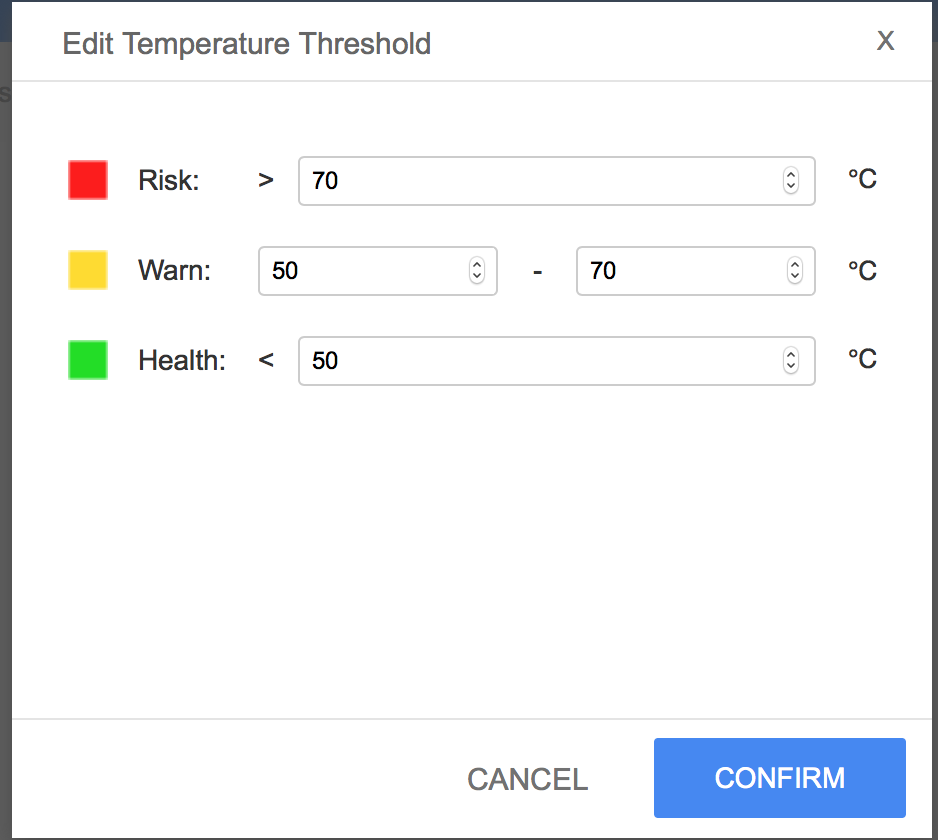 Edit Temperature Threshold X
s
Risk: > 70 °C
Warn: 50 - 70 °C
Health: < 50 °C
CANCEL CONFIRM